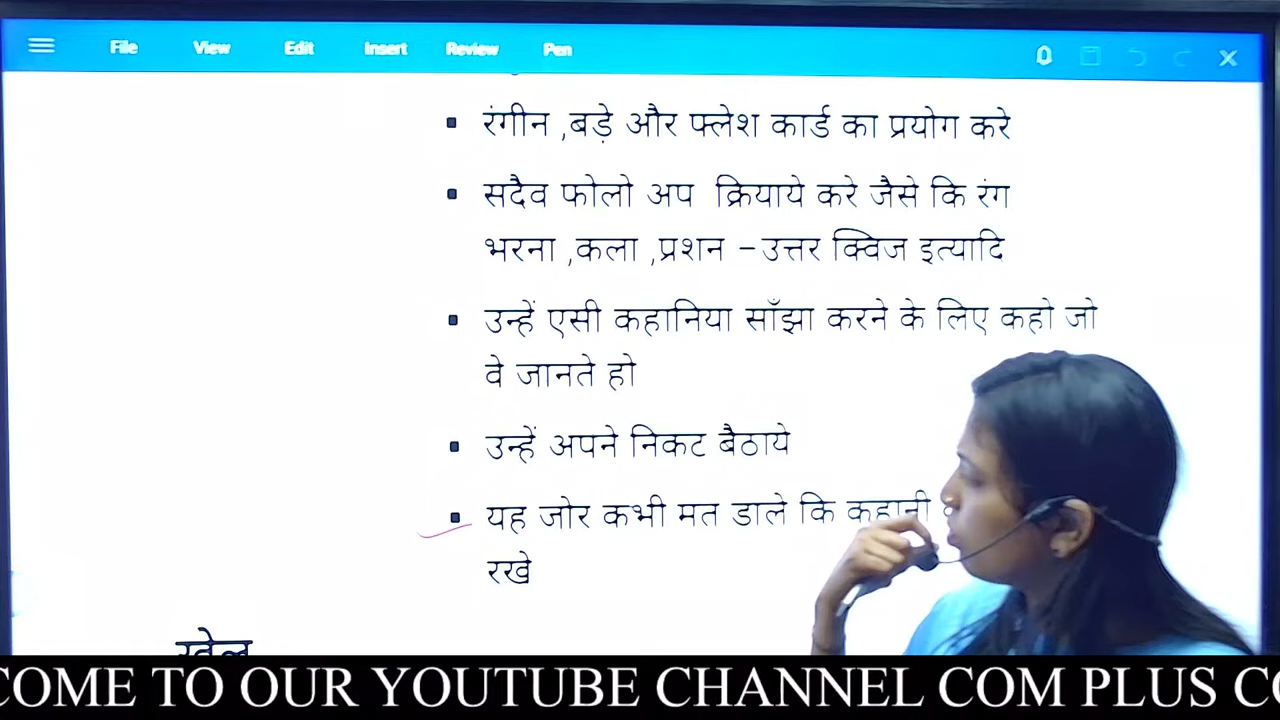 File View Edit Insert Review Pen
रंगीन ,बड़े और फ्लेश कार्ड का प्रयोग करे
सदैव फोलो अप क्रियाये करे जैसे कि रंग
भरना ,कला ,प्रशन –उत्तर क्विज इत्यादि
उन्हें एसी कहानिया साँझा करने के लिए कहो जो
वे जानते हो
उन्हें अपने निकट बैठाये
यह जोर कभी मत डाले कि कहानी
रखे
खेल
COME TO OUR YOUTUBE CHANNEL COM PLUS CO